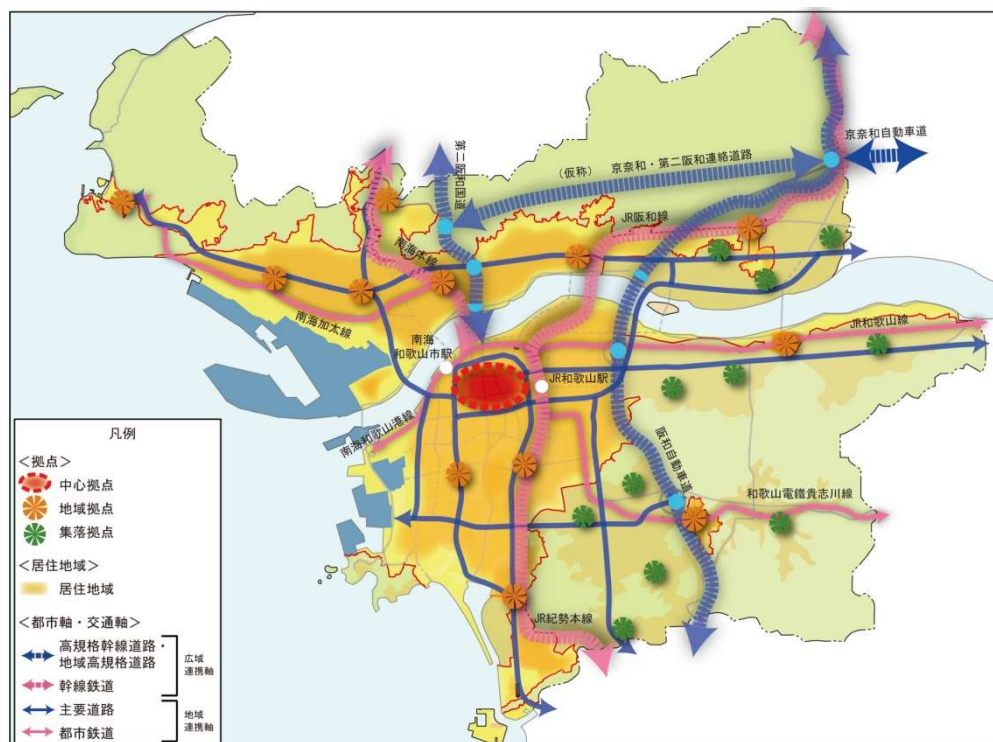 京奈和自動車道
第二阪和国道
（仮称） 京奈和・第二阪和連絡道路
JR阪和線
南海本線
南海加太線
南海
和歌山市駅
JR和歌山線
JR和歌山駅
南海和歌山港線
阪和自動車道
和歌山電鐵貴志川線
JR紀勢本線
凡例
＜拠点＞
中心拠点
地域拠点
集落拠点
＜居住地域＞
居住地域
＜都市軸・交通軸＞
高規格幹線道路・
地域高規格道路
幹線鉄道
広域
連携軸
主要道路
都市鉄道
地域
連携軸